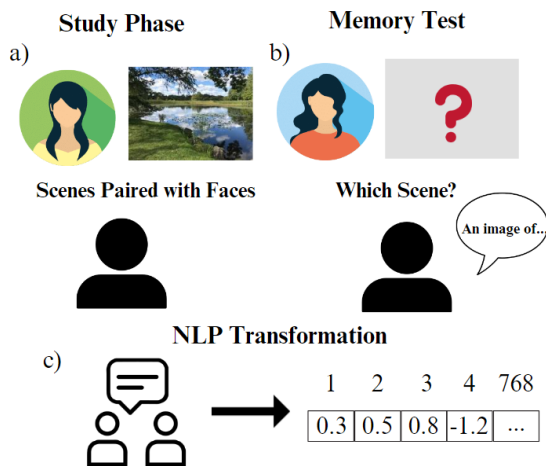 Study Phase
Memory Test
a)
b)
?
Scenes Paired with Faces
Which Scene?
An image of...
NLP Transformation
c)
1 2 3 4 768
0.3 0.5 0.8 -1.2 ...